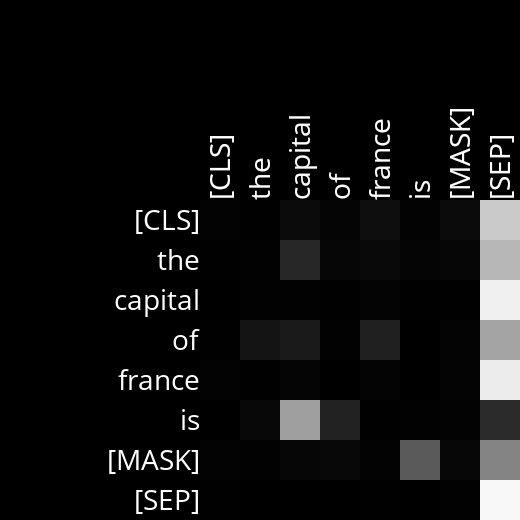 [CLS]
the
capital
of
france
is
[MASK]
[SEP]
[CLS]
the
capital
of
france
is
[MASK]
[SEP]